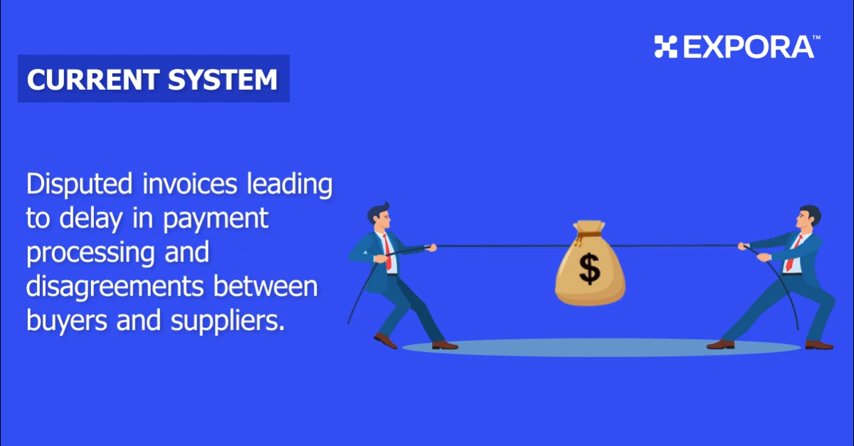 EXPORA™
CURRENT SYSTEM
Disputed invoices leading
to delay in payment
processing and
disagreements between
buyers and suppliers.
$